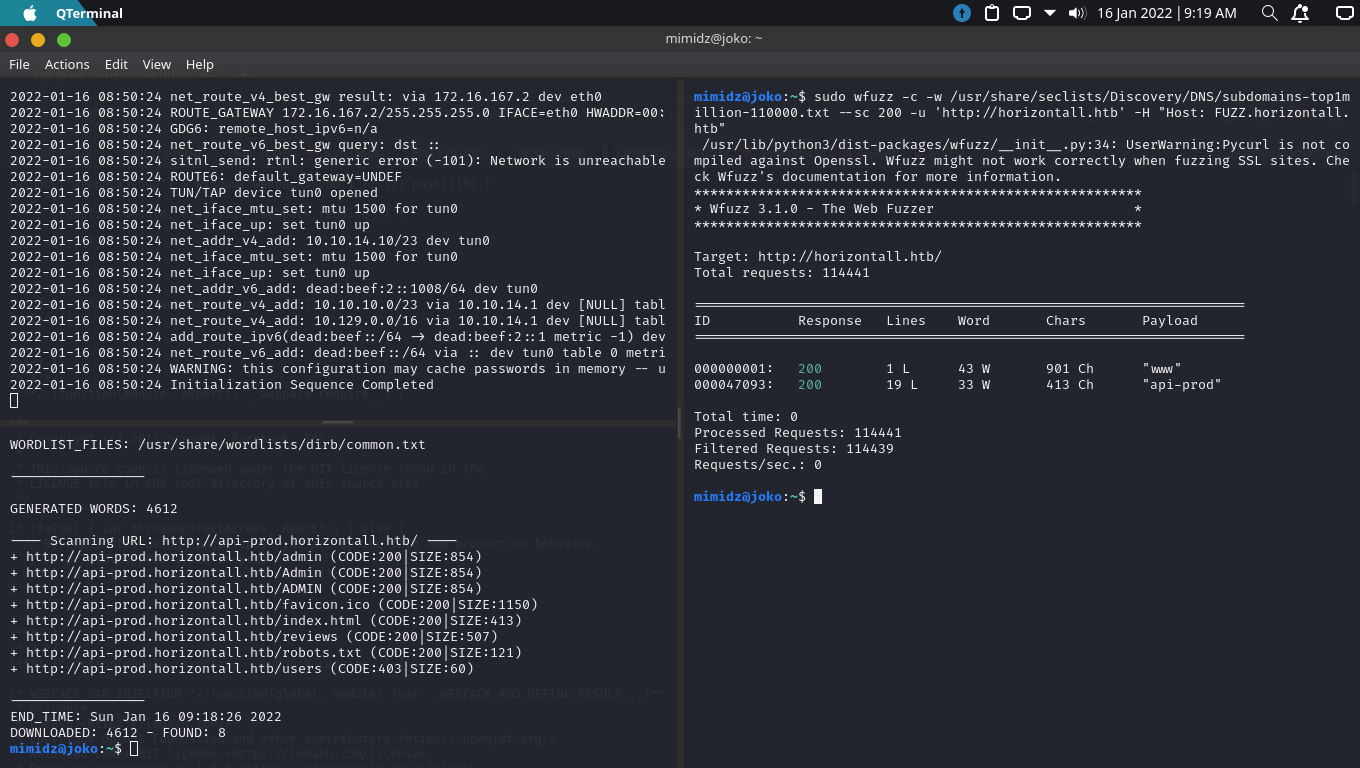 QTerminal
16 Jan 2022 | 9:19 AM
mimidz@joko: ~
File Actions Edit View Help
2022-01-16 08:50:24 net_route_v4_best_gw result: via 172.16.167.2 dev eth0
2022-01-16 08:50:24 ROUTE_GATEWAY 172.16.167.2/255.255.255.0 IFACE=eth0 HWADDR=00:
2022-01-16 08:50:24 GDG6: remote_host_ipv6=n/a
2022-01-16 08:50:24 net_route_v6_best_gw query: dst ::
2022-01-16 08:50:24 sitnl_send: rtnl: generic error (-101): Network is unreachable
2022-01-16 08:50:24 ROUTE6: default_gateway=UNDEF
2022-01-16 08:50:24 TUN/TAP device tun0 opened
2022-01-16 08:50:24 net_iface_mtu_set: mtu 1500 for tun0
2022-01-16 08:50:24 net_iface_up: set tun0 up
2022-01-16 08:50:24 net_addr_v4_add: 10.10.14.10/23 dev tun0
2022-01-16 08:50:24 net_iface_mtu_set: mtu 1500 for tun0
2022-01-16 08:50:24 net_iface_up: set tun0 up
2022-01-16 08:50:24 net_addr_v6_add: dead:beef:2::1008/64 dev tun0
2022-01-16 08:50:24 net_route_v4_add: 10.10.10.0/23 via 10.10.14.1 dev [NULL] tabl
2022-01-16 08:50:24 net_route_v4_add: 10.129.0.0/16 via 10.10.14.1 dev [NULL] tabl
2022-01-16 08:50:24 add_route_ipv6(dead:beef::/64 -> dead:beef:2::1 metric -1) dev
2022-01-16 08:50:24 net_route_v6_add: dead:beef::/64 via :: dev tun0 table 0 metri
2022-01-16 08:50:24 WARNING: this configuration may cache passwords in memory -- u
2022-01-16 08:50:24 Initialization Sequence Completed
WORDLIST_FILES: /usr/share/wordlists/dirb/common.txt
-----------------
GENERATED WORDS: 4612
---- Scanning URL: http://api-prod.horizontall.htb/ ----
+ http://api-prod.horizontall.htb/admin (CODE:200|SIZE:854)
+ http://api-prod.horizontall.htb/Admin (CODE:200|SIZE:854)
+ http://api-prod.horizontall.htb/ADMIN (CODE:200|SIZE:854)
+ http://api-prod.horizontall.htb/favicon.ico (CODE:200|SIZE:1150)
+ http://api-prod.horizontall.htb/index.html (CODE:200|SIZE:413)
+ http://api-prod.horizontall.htb/reviews (CODE:200|SIZE:507)
+ http://api-prod.horizontall.htb/robots.txt (CODE:200|SIZE:121)
+ http://api-prod.horizontall.htb/users (CODE:403|SIZE:60)
-----------------
END_TIME: Sun Jan 16 09:18:26 2022
DOWNLOADED: 4612 - FOUND: 8
mimidz@joko:~$
mimidz@joko:~$ sudo wfuzz -c -w /usr/share/seclists/Discovery/DNS/subdomains-top1m
illion-110000.txt --sc 200 -u 'http://horizontall.htb' -H "Host: FUZZ.horizontall.
htb"
/usr/lib/python3/dist-packages/wfuzz/__init__.py:34: UserWarning:Pycurl is not co
mpiled against Openssl. Wfuzz might not work correctly when fuzzing SSL sites. Che
ck Wfuzz's documentation for more information.
********************************************************
* Wfuzz 3.1.0 - The Web Fuzzer                         *
********************************************************
Target: http://horizontall.htb/
Total requests: 114441
=====================================================================
ID Response Lines Word Chars Payload
=====================================================================
000000001: 200 1 L 43 W 901 Ch "www"
000047093: 200 19 L 33 W 413 Ch "api-prod"
Total time: 0
Processed Requests: 114441
Filtered Requests: 114439
Requests/sec.: 0
mimidz@joko:~$